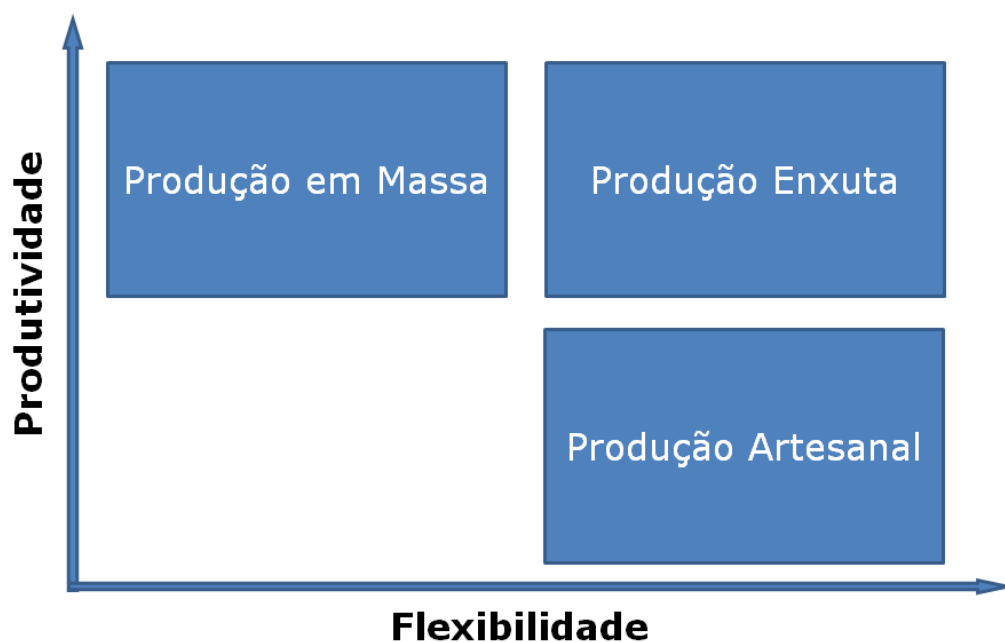 Produtividade
Produção em Massa
Produção Enxuta
Produção Artesanal
Flexibilidade